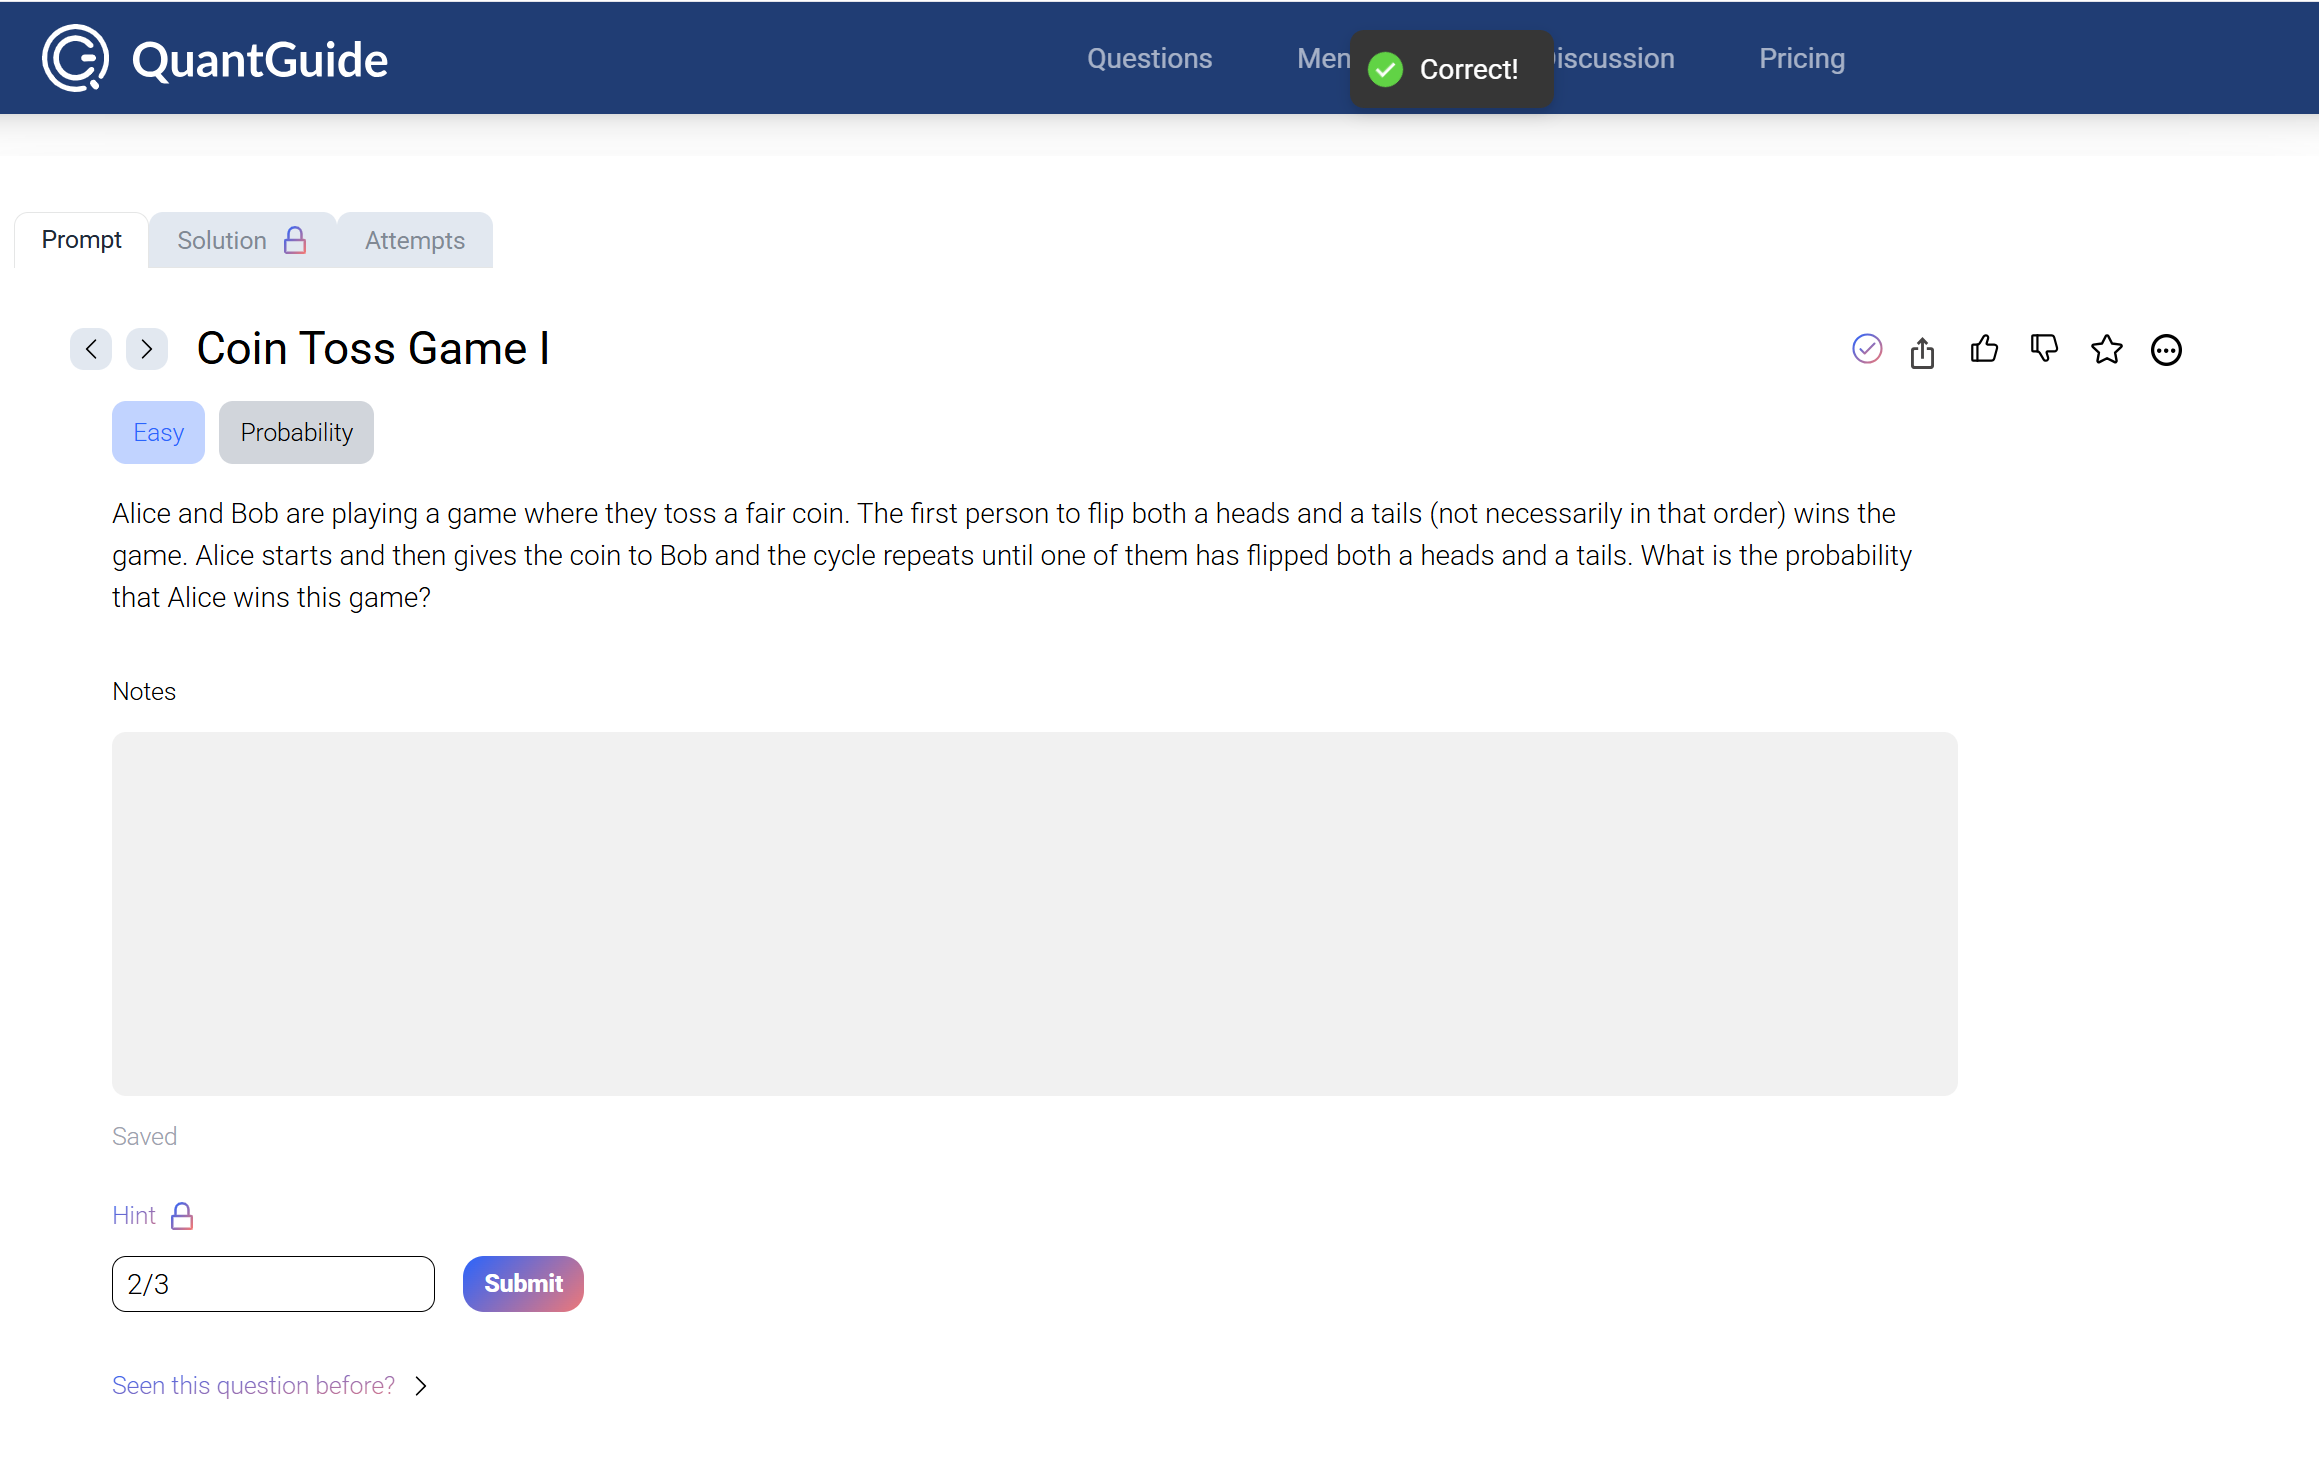 QuantGuide
Questions
Men
Correct!
iscussion
Pricing
Prompt
Solution
Attempts
Coin Toss Game I
Easy
Probability
Alice and Bob are playing a game where they toss a fair coin. The first person to flip both a heads and a tails (not necessarily in that order) wins the
game. Alice starts and then gives the coin to Bob and the cycle repeats until one of them has flipped both a heads and a tails. What is the probability
that Alice wins this game?
Notes
Saved
Hint
2/3
Submit
Seen this question before?